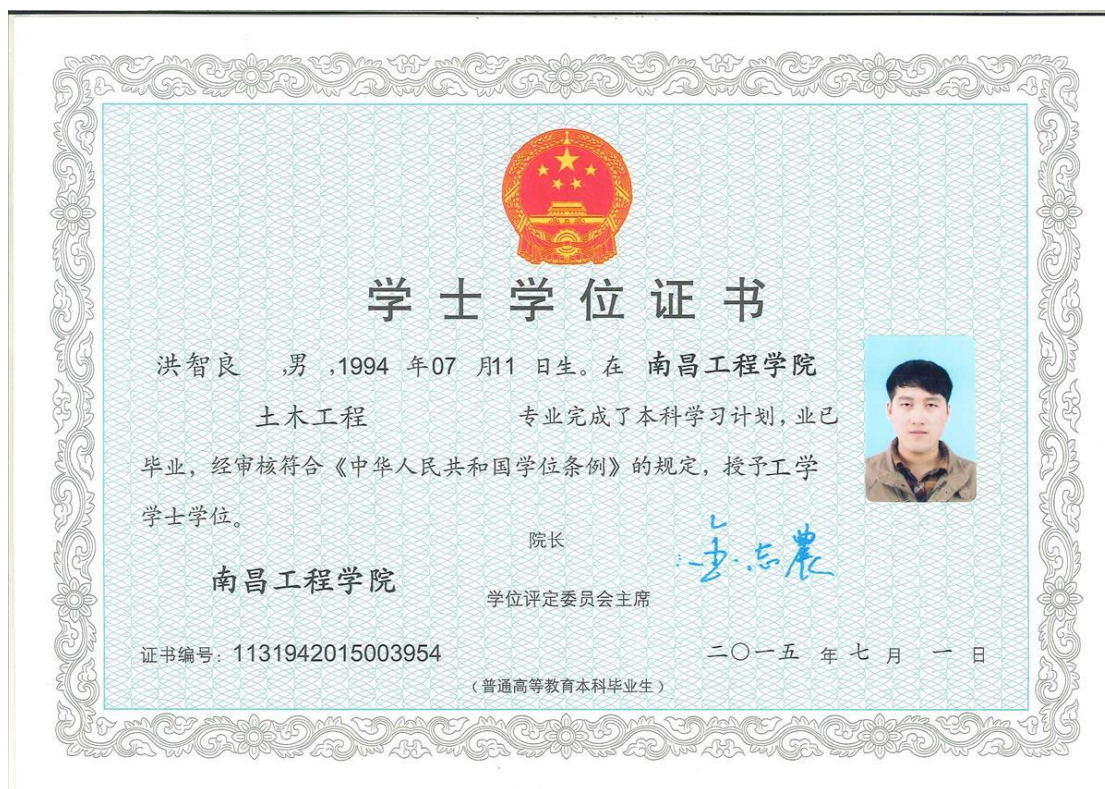 学士学位证书
洪智良 ,男 ,1994 年07 月11 日生。在 南昌工程学院
土木工程 专业完成了本科学习计划，业已
毕业，经审核符合《中华人民共和国学位条例》的规定，授予工学
学士学位。
院长
金志農
南昌工程学院
学位评定委员会主席
证书编号：1131942015003954
二〇一五 年 七 月 一 日
（普通高等教育本科毕业生）